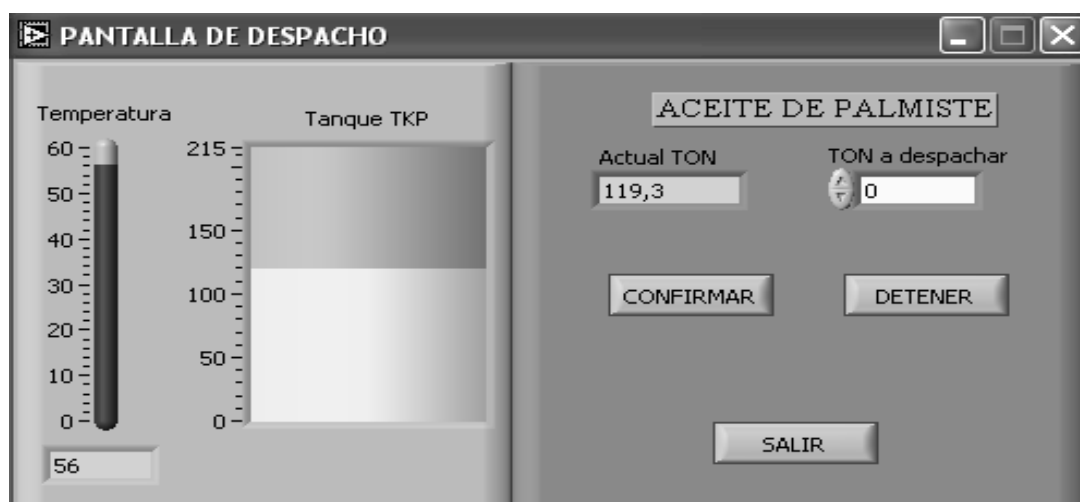 PANTALLA DE DESPACHO
Temperatura
60
50
40
30
20
10
0
56
Tanque TKP
215
150
100
50
0
ACEITE DE PALMISTE
Actual TON
119,3
TON a despachar
0
CONFIRMAR
DETENER
SALIR